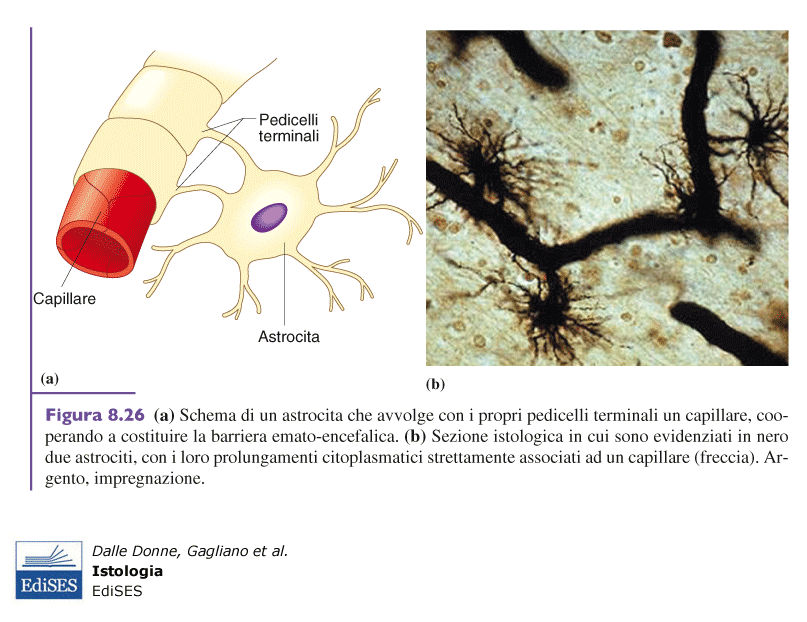 Pedicelli
terminali
Capillare
Astrocita
(a)
(b)
Figura 8.26 (a) Schema di un astrocita che avvolge con i propri pedicelli terminali un capillare, coo-
perando a costituire la barriera emato-encefalica. (b) Sezione istologica in cui sono evidenziati in nero
due astrociti, con i loro prolungamenti citoplasmatici strettamente associati ad un capillare (freccia). Ar-
gento, impregnazione.
EdiSES
Dalle Donne, Gagliano et al.
Istologia
EdiSES